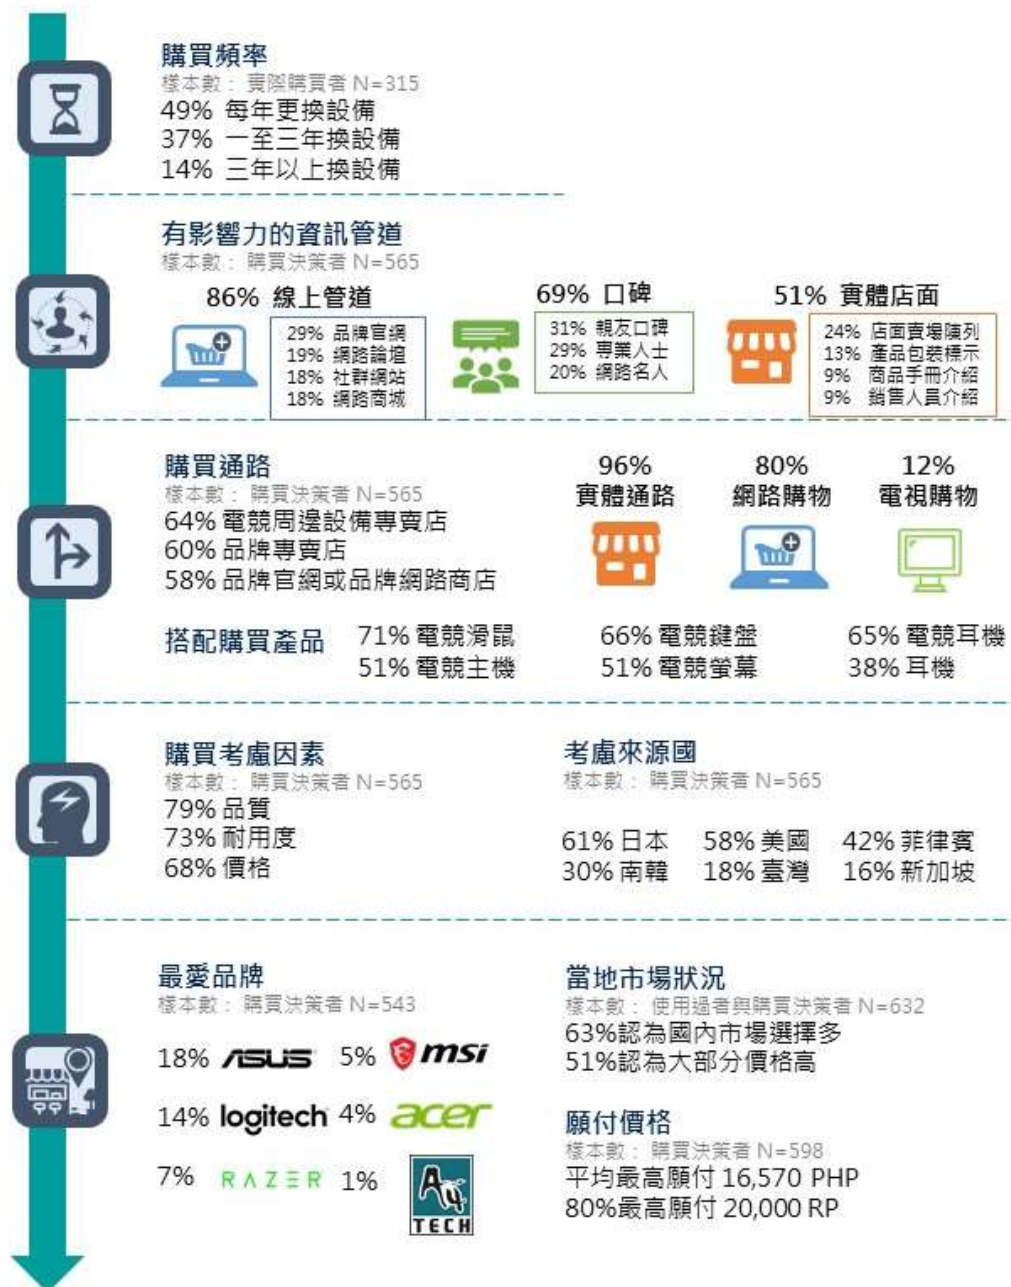 購買頻率
樣本數： 實際購買者 N=315
49% 每年更換設備
37% 一至三年換設備
14% 三年以上換設備
有影響力的資訊管道
樣本數： 購買決策者 N=565
86% 線上管道
29% 品牌官網
19% 網路論壇
18% 社群網站
18% 網路商城
69% 口碑
31% 親友口碑
29% 專業人士
20% 網路名人
51% 實體店面
24% 店面賣場陳列
13% 產品包裝標示
9% 商品手冊介紹
9% 銷售人員介紹
購買通路
樣本數： 購買決策者 N=565
64% 電競周邊設備專賣店
60% 品牌專賣店
58% 品牌官網或品牌網路商店
96%
實體通路
80%
網路購物
12%
電視購物
搭配購買產品
71% 電競滑鼠
66% 電競鍵盤
65% 電競耳機
51% 電競主機
51% 電競螢幕
38% 耳機
購買考慮因素
樣本數： 購買決策者 N=565
79% 品質
73% 耐用度
68% 價格
考慮來源國
樣本數： 購買決策者 N=565
61% 日本 58% 美國 42% 菲律賓
30% 南韓 18% 臺灣 16% 新加坡
最愛品牌
樣本數： 購買決策者 N=543
18% ASUS 5% msi
14% logitech 4% acer
7% RAZER 1% A4 TECH
當地市場狀況
樣本數： 使用過者與購買決策者 N=632
63%認為國內市場選擇多
51%認為大部分價格高
願付價格
樣本數： 購買決策者 N=598
平均最高願付 16,570 PHP
80%最高願付 20,000 RP